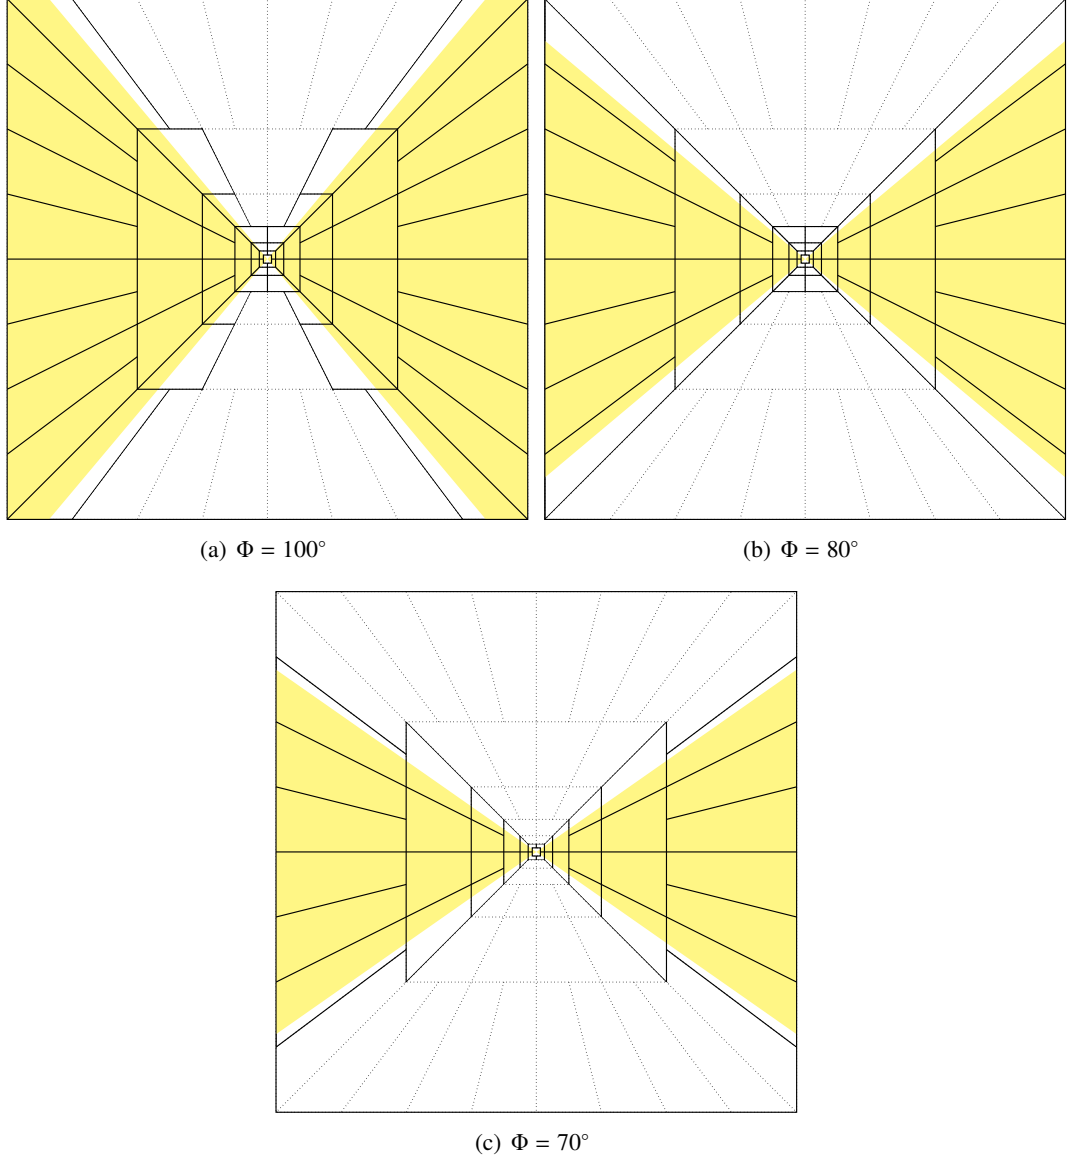 (a) Φ = 100°
(b) Φ = 80°
(c) Φ = 70°